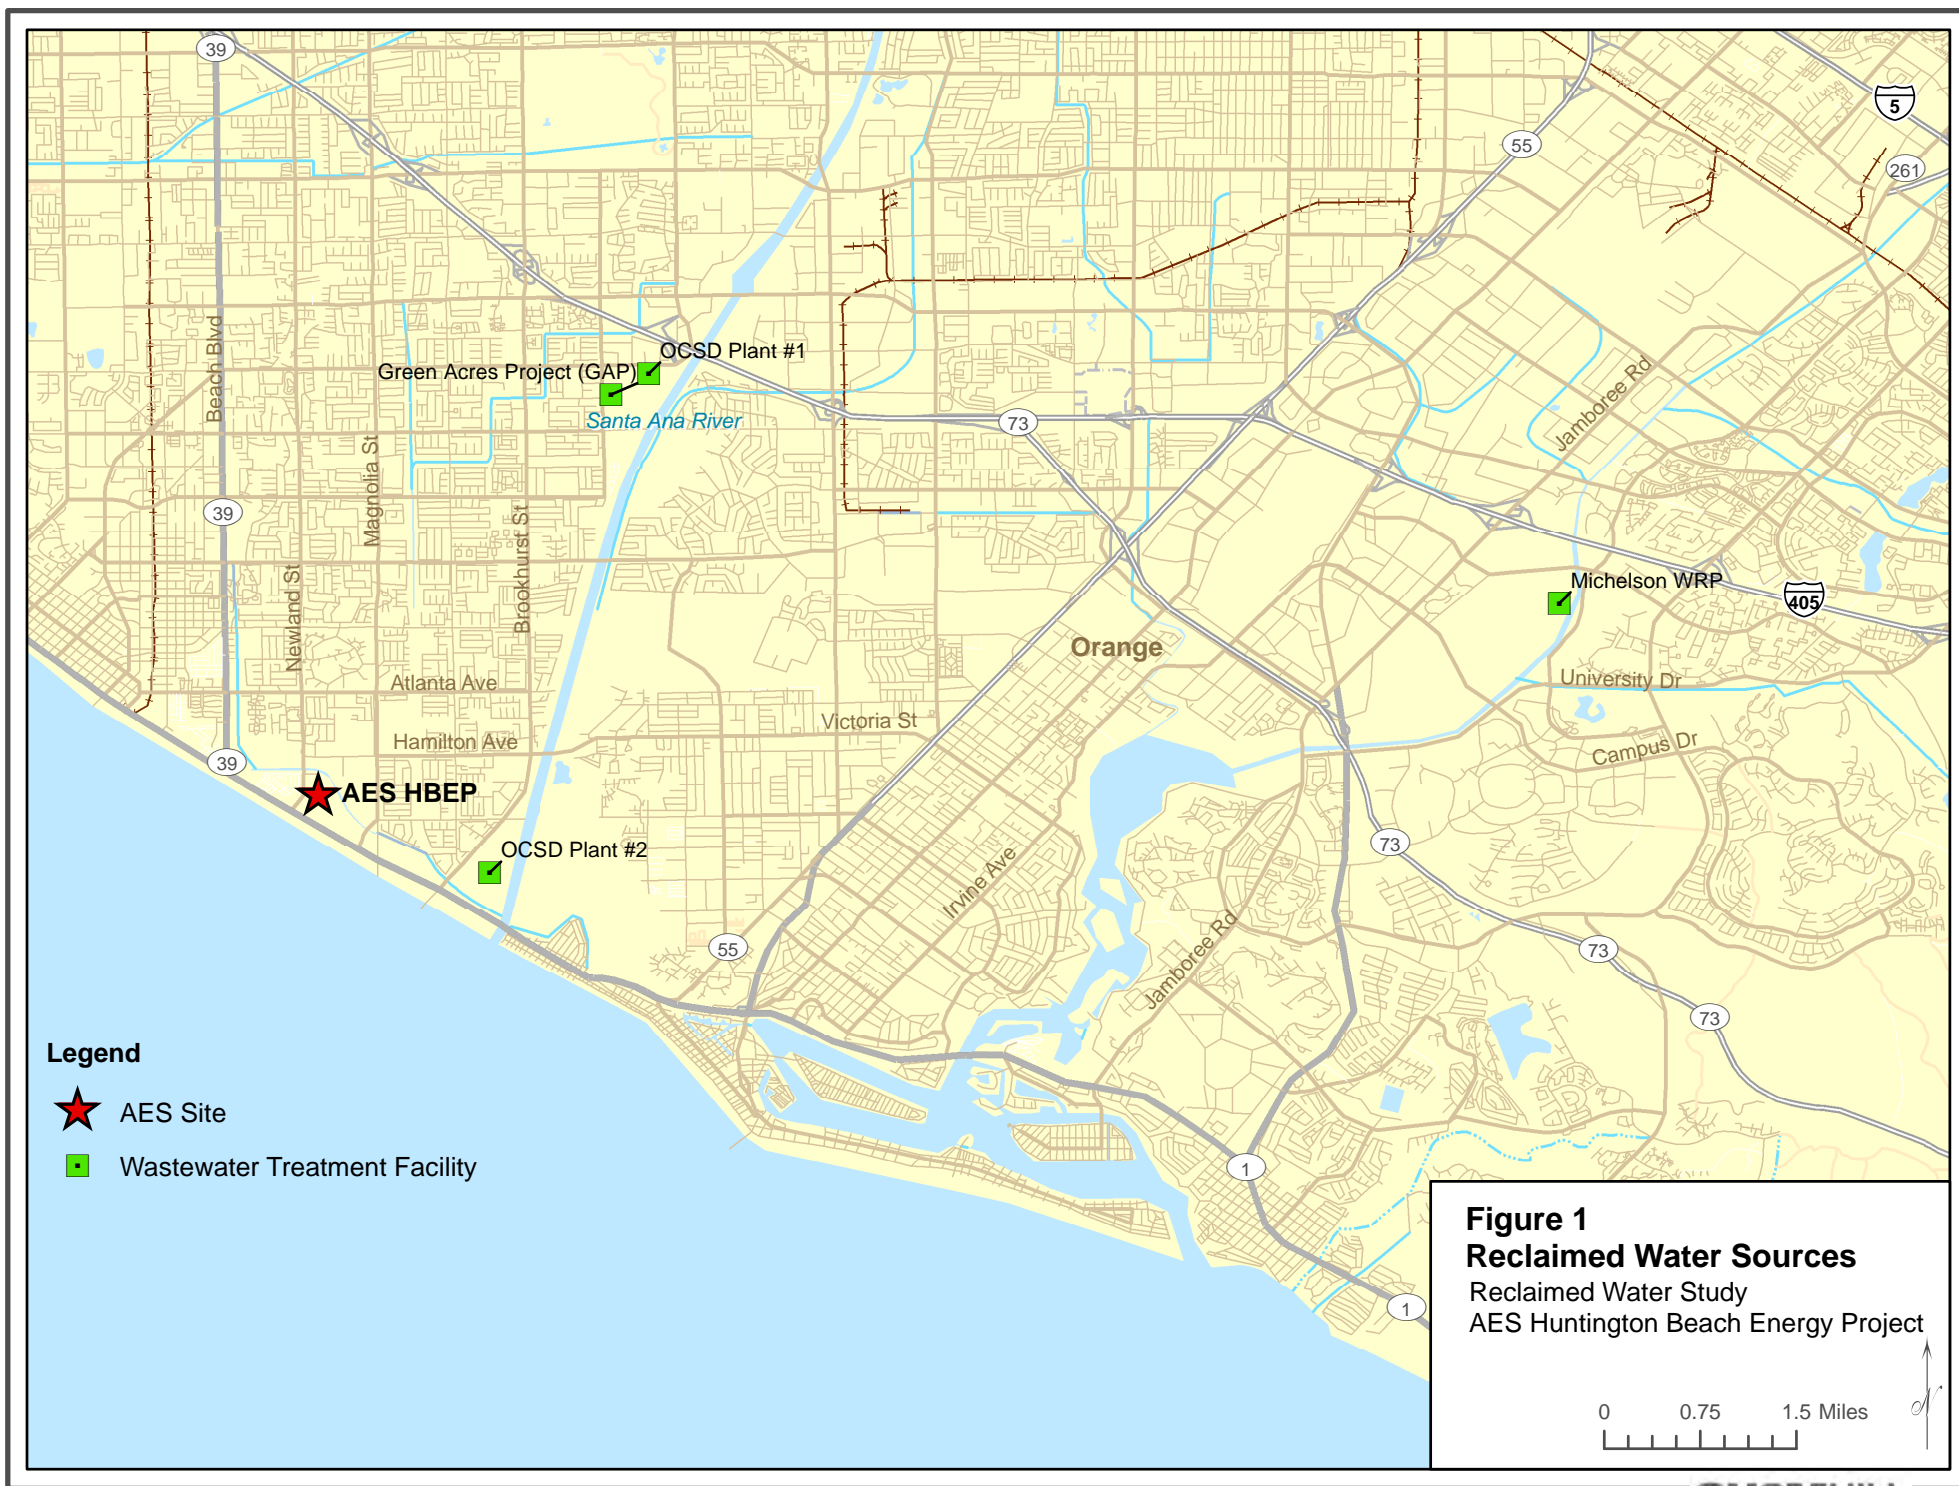 39
5
55
261
Beach Blvd
OCSD Plant #1
Green Acres Project (GAP)
Santa Ana River
73
Jamboree Rd
Magnolia St
39
Brookhurst St
Newland St
Michelson WRP
405
Orange
Atlanta Ave
University Dr
Victoria St
Hamilton Ave
Campus Dr
39
AES HBEP
73
OCSD Plant #2
Irvine Ave
Jamboree Rd
55
73
73
Legend
AES Site
Wastewater Treatment Facility
1
1
Figure 1
Reclaimed Water Sources
Reclaimed Water Study
AES Huntington Beach Energy Project
0 0.75 1.5 Miles
N